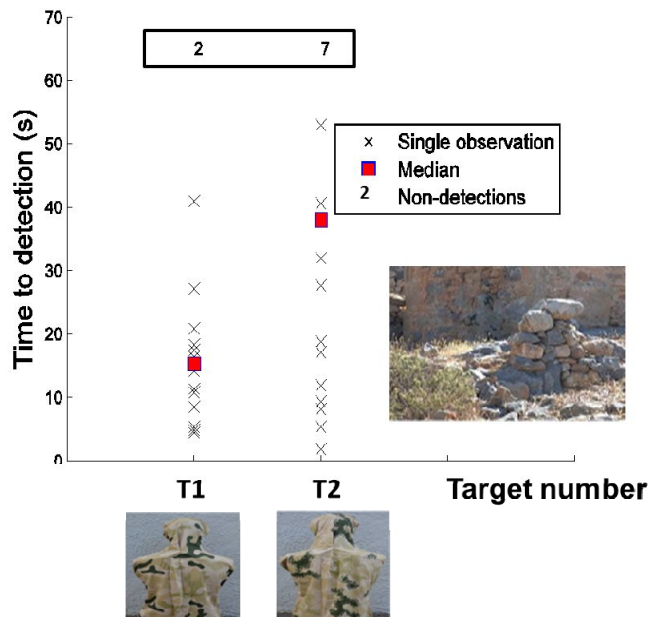 70
60
50
40
30
20
10
0
Time to detection (s)
2 7
× Single observation
Median
2 Non-detections
T1 T2 Target number